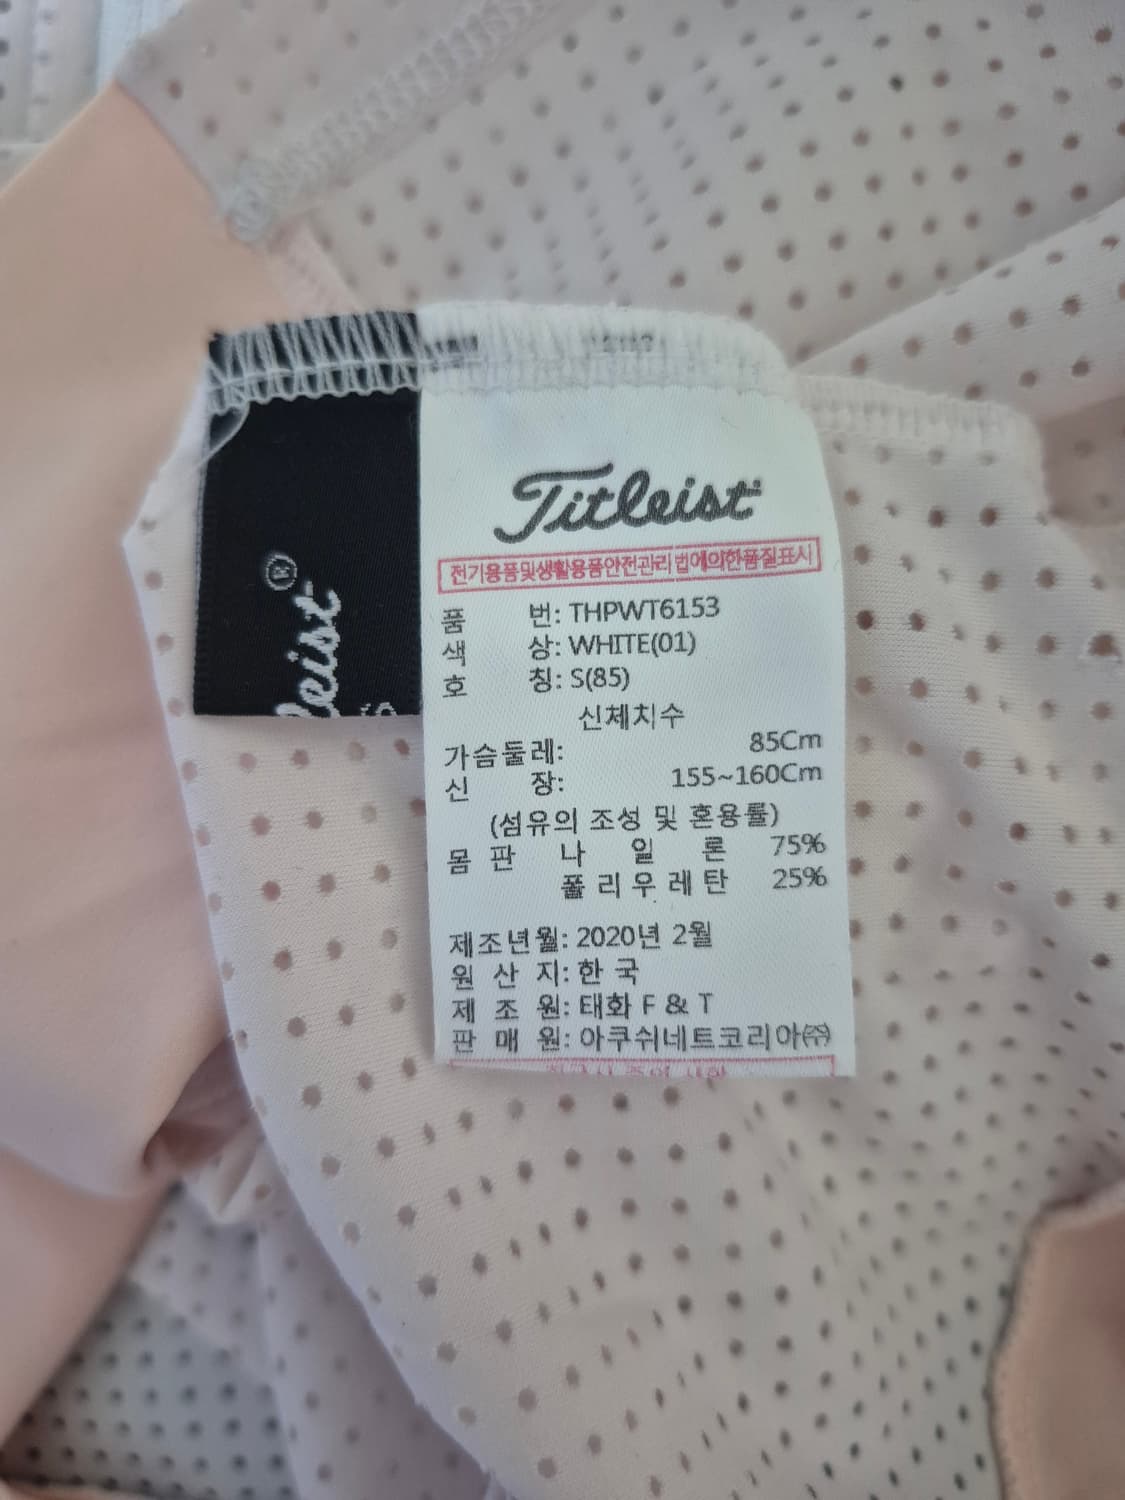 Titleist
전기용품및생활용품안전관리법에의한품질표시
품 번: THPWT6153
색 상: WHITE(01)
호 칭: S(85)
신체치수
가슴둘레: 85Cm
신 장: 155~160Cm
(섬유의 조성 및 혼용률)
몸 판 나 일 론 75%
폴 리 우 레 탄 25%
제조년월: 2020년 2월
원 산 지: 한 국
제 조 원: 태화 F & T
판 매 원: 아쿠쉬네트코리아㈜
leist®
S